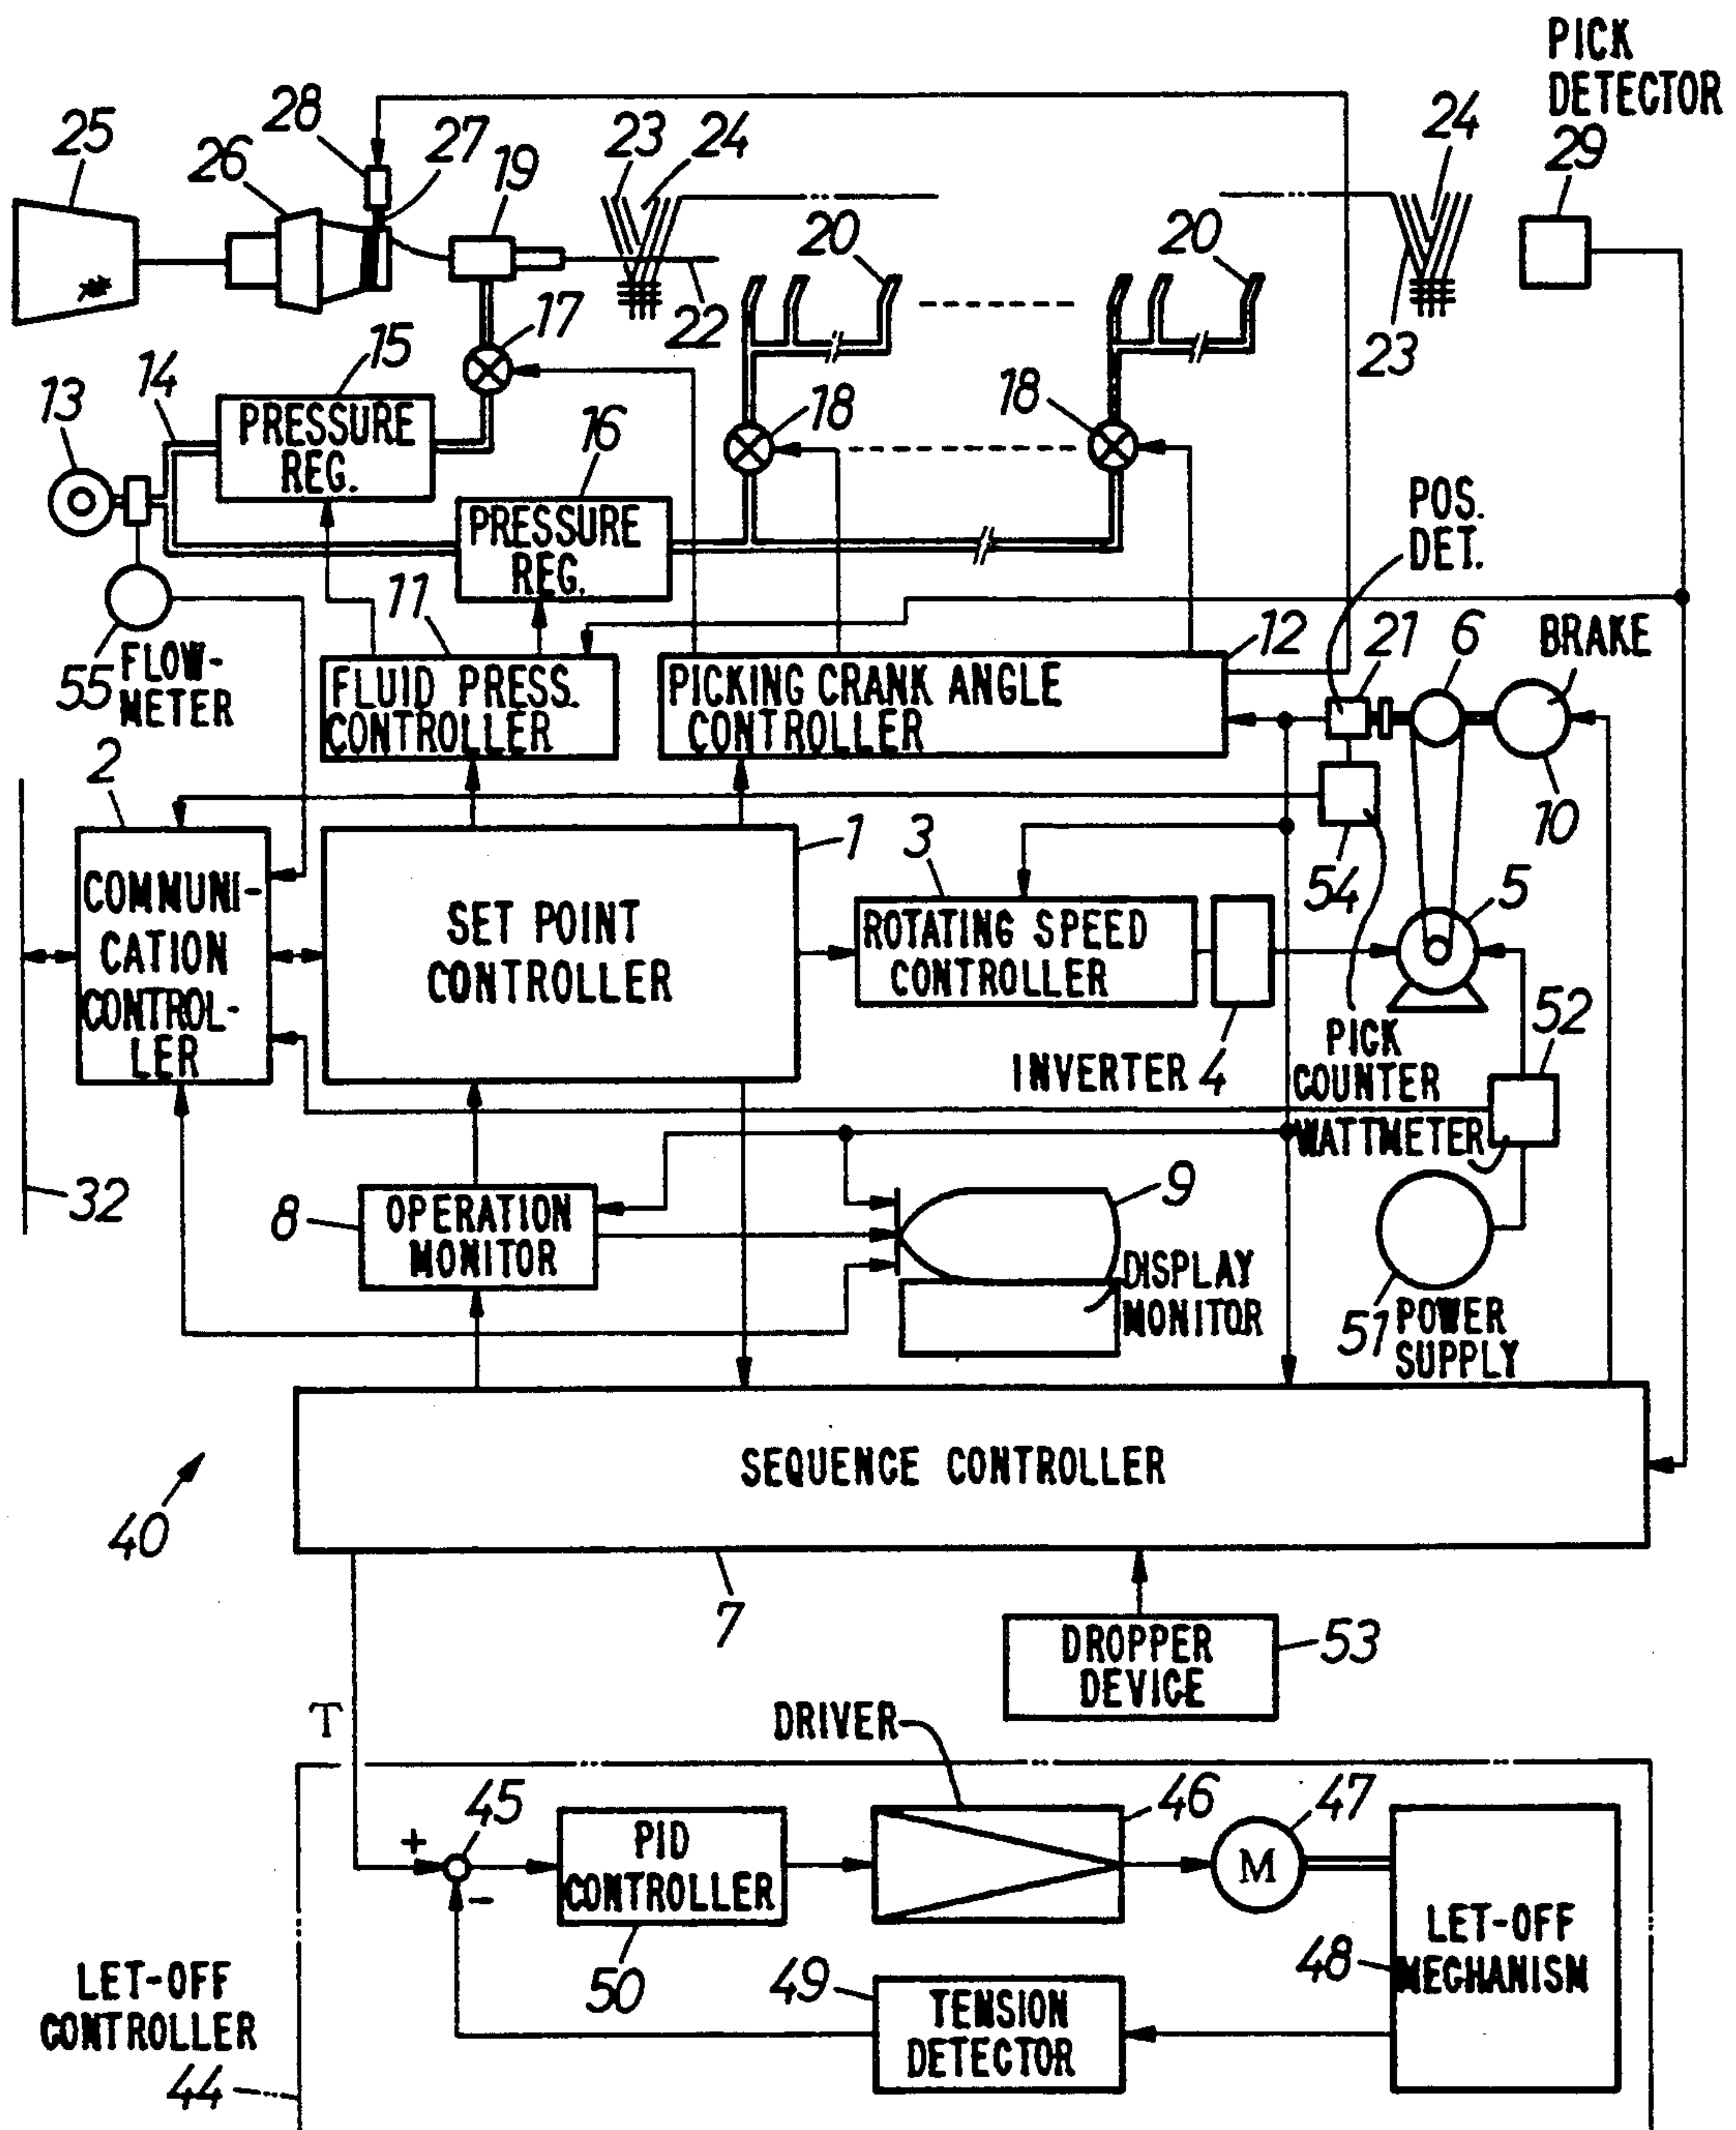 PICK
DETECTOR
29
25
28
26
27
19
23
24
24
20
20
22
23
17
15
14
13
PRESSURE
REG.
18
18
16
PRESSURE
REG.
POS.
DET.
11
55
FLOW-
METER
12
21
6
BRAKE
FLUID PRESS.
CONTROLLER
PICKING CRANK ANGLE
CONTROLLER
10
2
54
1
3
5
COMMUNI-
CATION
CONTROL-
LER
SET POINT
CONTROLLER
ROTATING SPEED
CONTROLLER
INVERTER 4
PICK
COUNTER
52
WATTMETER
32
8
OPERATION
MONITOR
9
DISPLAY
MONITOR
51
POWER
SUPPLY
SEQUENCE CONTROLLER
40
7
DROPPER
DEVICE
53
T
DRIVER
45
46
47
+
-
PID
CONTROLLER
M
LET-OFF
MECHANISM
48
50
49
TENSION
DETECTOR
LET-OFF
CONTROLLER
44